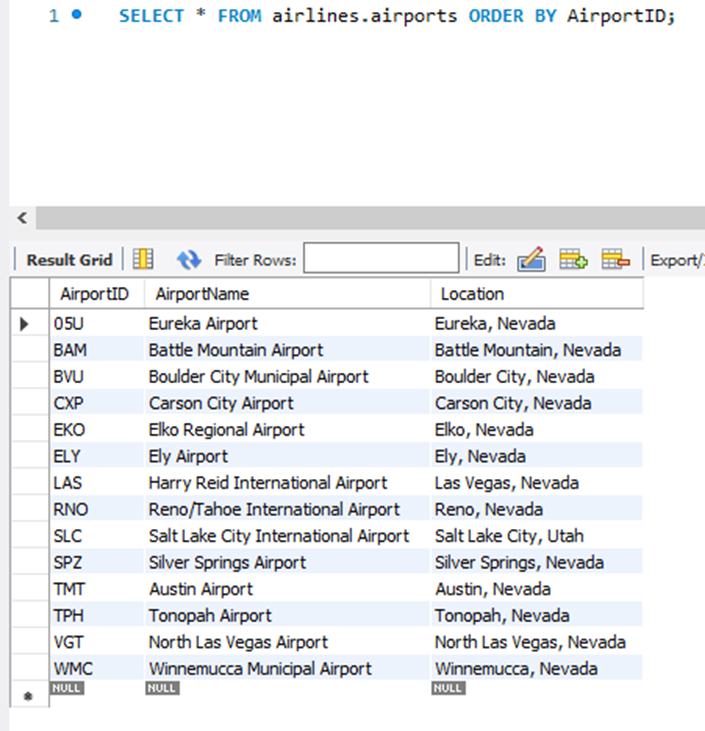 1 SELECT * FROM airlines.airports ORDER BY AirportID;
Result Grid Filter Rows: Edit: Export/
AirportID AirportName Location
05U Eureka Airport Eureka, Nevada
BAM Battle Mountain Airport Battle Mountain, Nevada
BVU Boulder City Municipal Airport Boulder City, Nevada
CXP Carson City Airport Carson City, Nevada
EKO Elko Regional Airport Elko, Nevada
ELY Ely Airport Ely, Nevada
LAS Harry Reid International Airport Las Vegas, Nevada
RNO Reno/Tahoe International Airport Reno, Nevada
SLC Salt Lake City International Airport Salt Lake City, Utah
SPZ Silver Springs Airport Silver Springs, Nevada
TMT Austin Airport Austin, Nevada
TPH Tonopah Airport Tonopah, Nevada
VGT North Las Vegas Airport North Las Vegas, Nevada
WMC Winnemucca Municipal Airport Winnemucca, Nevada
NULL NULL NULL